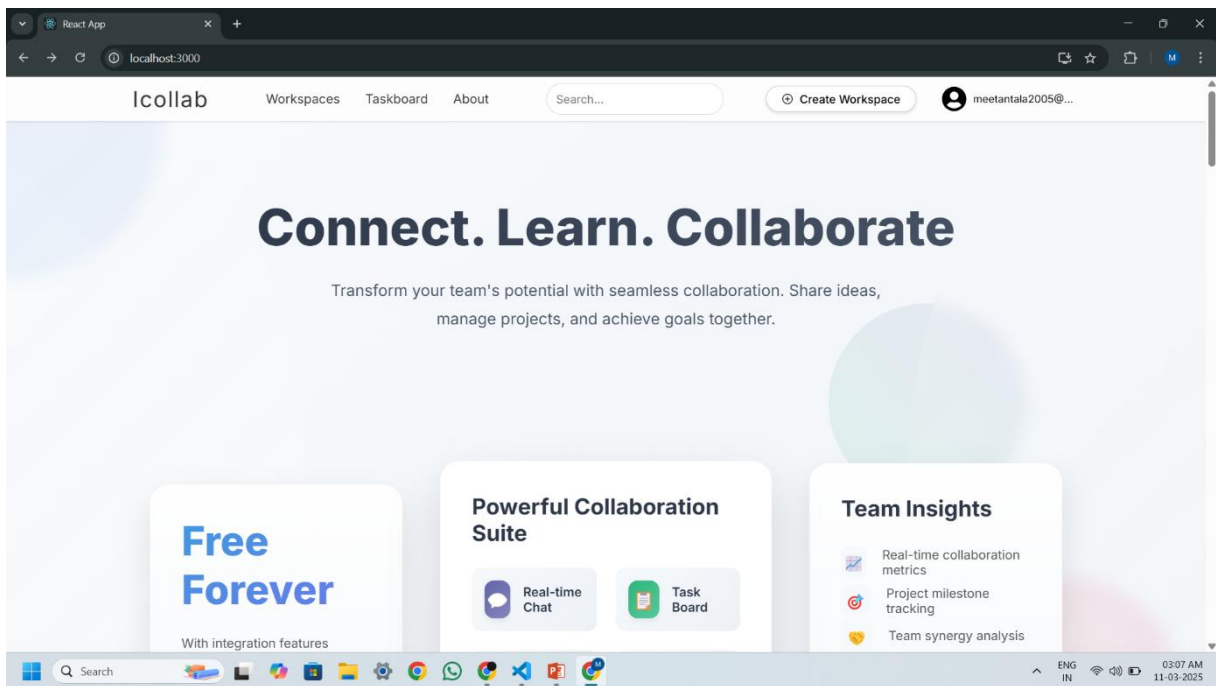 React App
localhost:3000
M
Icollab
Workspaces
Taskboard
About
Search...
Create Workspace
meetantala2005@...
Connect. Learn. Collaborate
Transform your team's potential with seamless collaboration. Share ideas,
manage projects, and achieve goals together.
Free
Forever
With integration features
Powerful Collaboration
Suite
Real-time
Chat
Task
Board
Team Insights
Real-time collaboration
metrics
Project milestone
tracking
Team synergy analysis
Search
ENG
IN
03:07 AM
11-03-2025